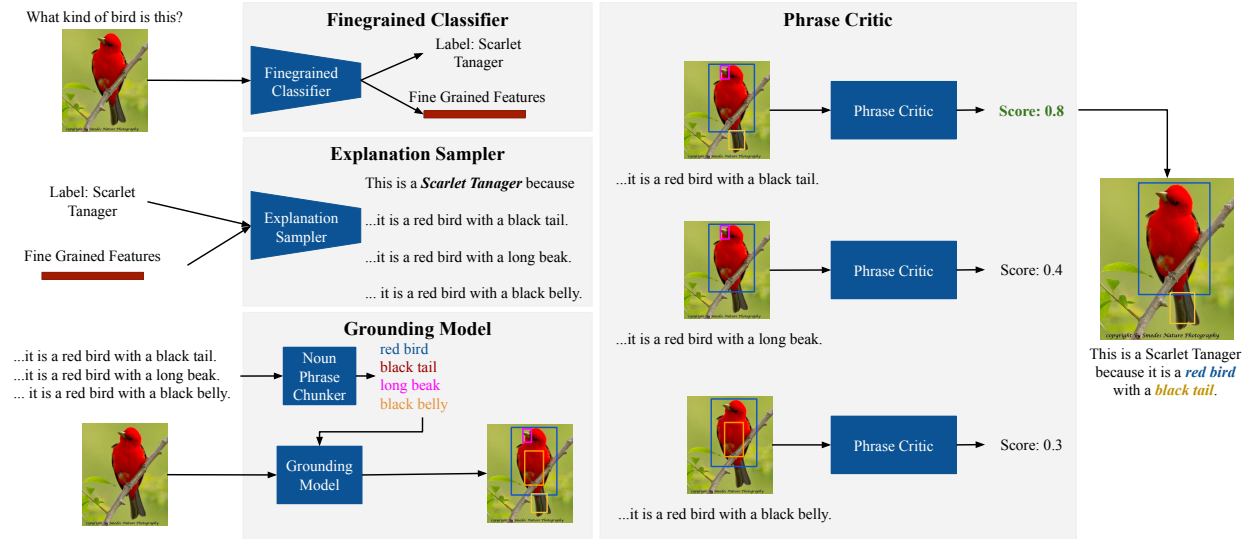 What kind of bird is this?
Finegrained Classifier
Finegrained
Classifier
Label: Scarlet
Tanager
Fine Grained Features
Explanation Sampler
Label: Scarlet
Tanager
Fine Grained Features
Explanation
Sampler
This is a Scarlet Tanager because
...it is a red bird with a black tail.
...it is a red bird with a long beak.
... it is a red bird with a black belly.
Grounding Model
...it is a red bird with a black tail.
...it is a red bird with a long beak.
... it is a red bird with a black belly.
Noun
Phrase
Chunker
red bird
black tail
long beak
black belly
Grounding
Model
Phrase Critic
Phrase Critic
Score: 0.8
...it is a red bird with a black tail.
Phrase Critic
Score: 0.4
...it is a red bird with a long beak.
Phrase Critic
Score: 0.3
...it is a red bird with a black belly.
Copyright by Smedes Nature Photography
This is a Scarlet Tanager
because it is a red bird
with a black tail.